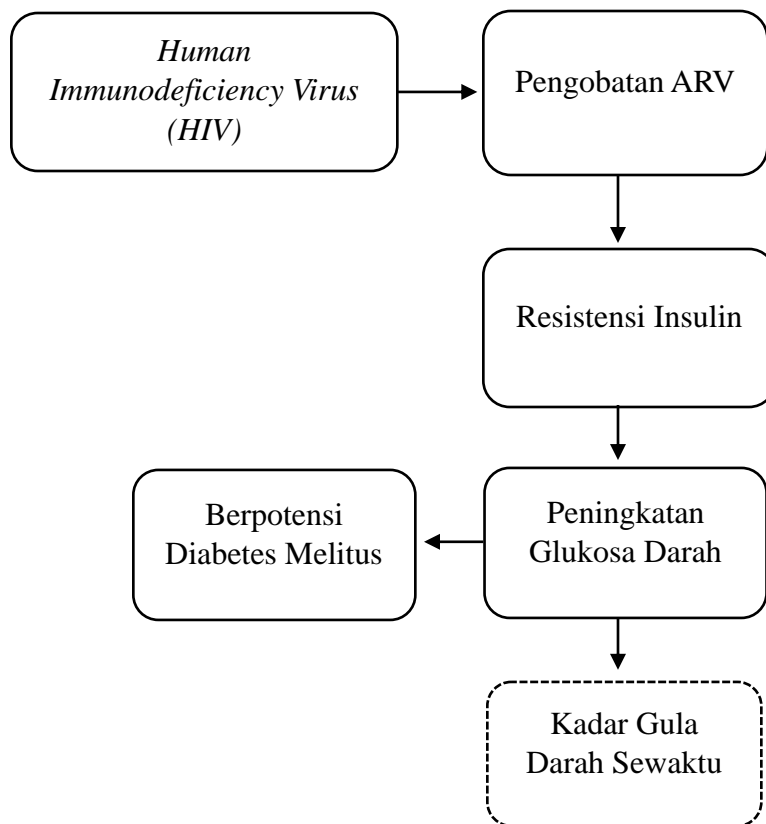 Human
Immunodeficiency Virus
(HIV)
Pengobatan ARV
Resistensi Insulin
Peningkatan
Glukosa Darah
Berpotensi
Diabetes Melitus
Kadar Gula
Darah Sewaktu